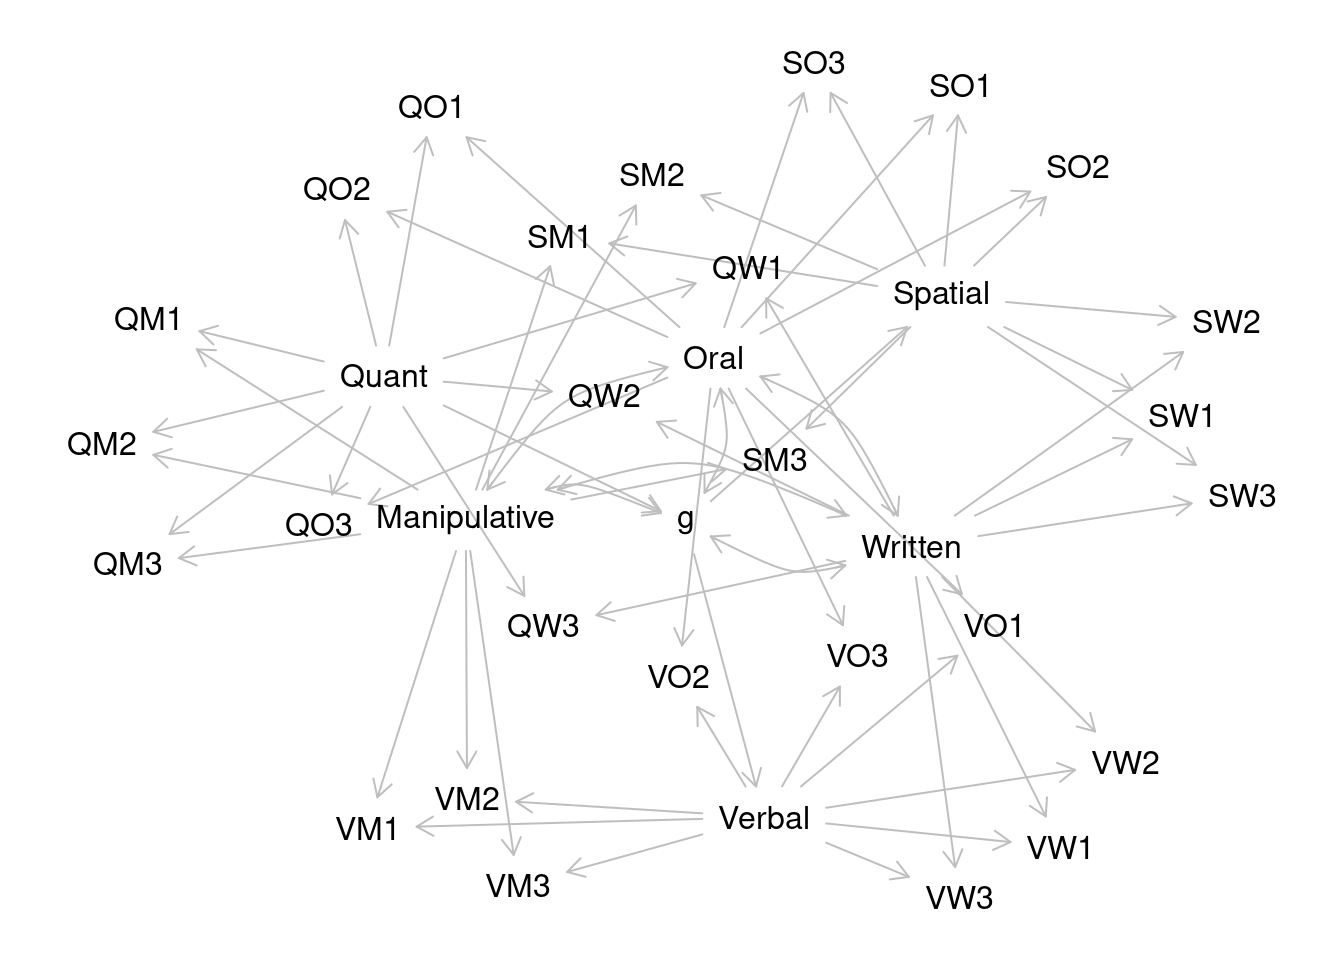 SO3
SO1
QO1
SO2
SM2
QO2
SM1
QW1
Spatial
QM1
SW2
Oral
Quant
QW2
SW1
QM2
SM3
SW3
QO3
Manipulative
g
Written
QM3
QW3
VO1
VO3
VO2
VW2
VM2
Verbal
VM1
VW1
VM3
VW3